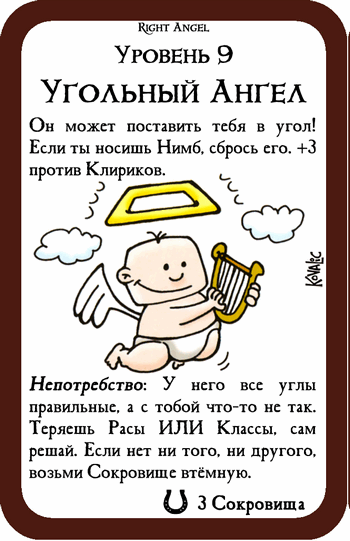 Right Angel
Уровень 9
Угольный Ангел
Он может поставить тебя в угол!
Если ты носишь Нимб, сбрось его. +3
против Клириков.
Kovalic
Непотребство: У него все углы
правильные, а с тобой что-то не так.
Теряешь Расы ИЛИ Классы, сам
решай. Если нет ни того, ни другого,
возьми Сокровище втёмную.
3 Сокровища